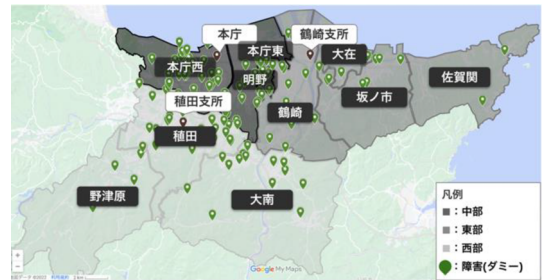 本庁
鶴崎支所
本庁西
本庁東
大在
明野
佐賀関
稙田支所
坂ノ市
鶴崎
稙田
野津原
大南
凡例
:中部
:東部
:西部
:障害(ダミー)
Google My Maps